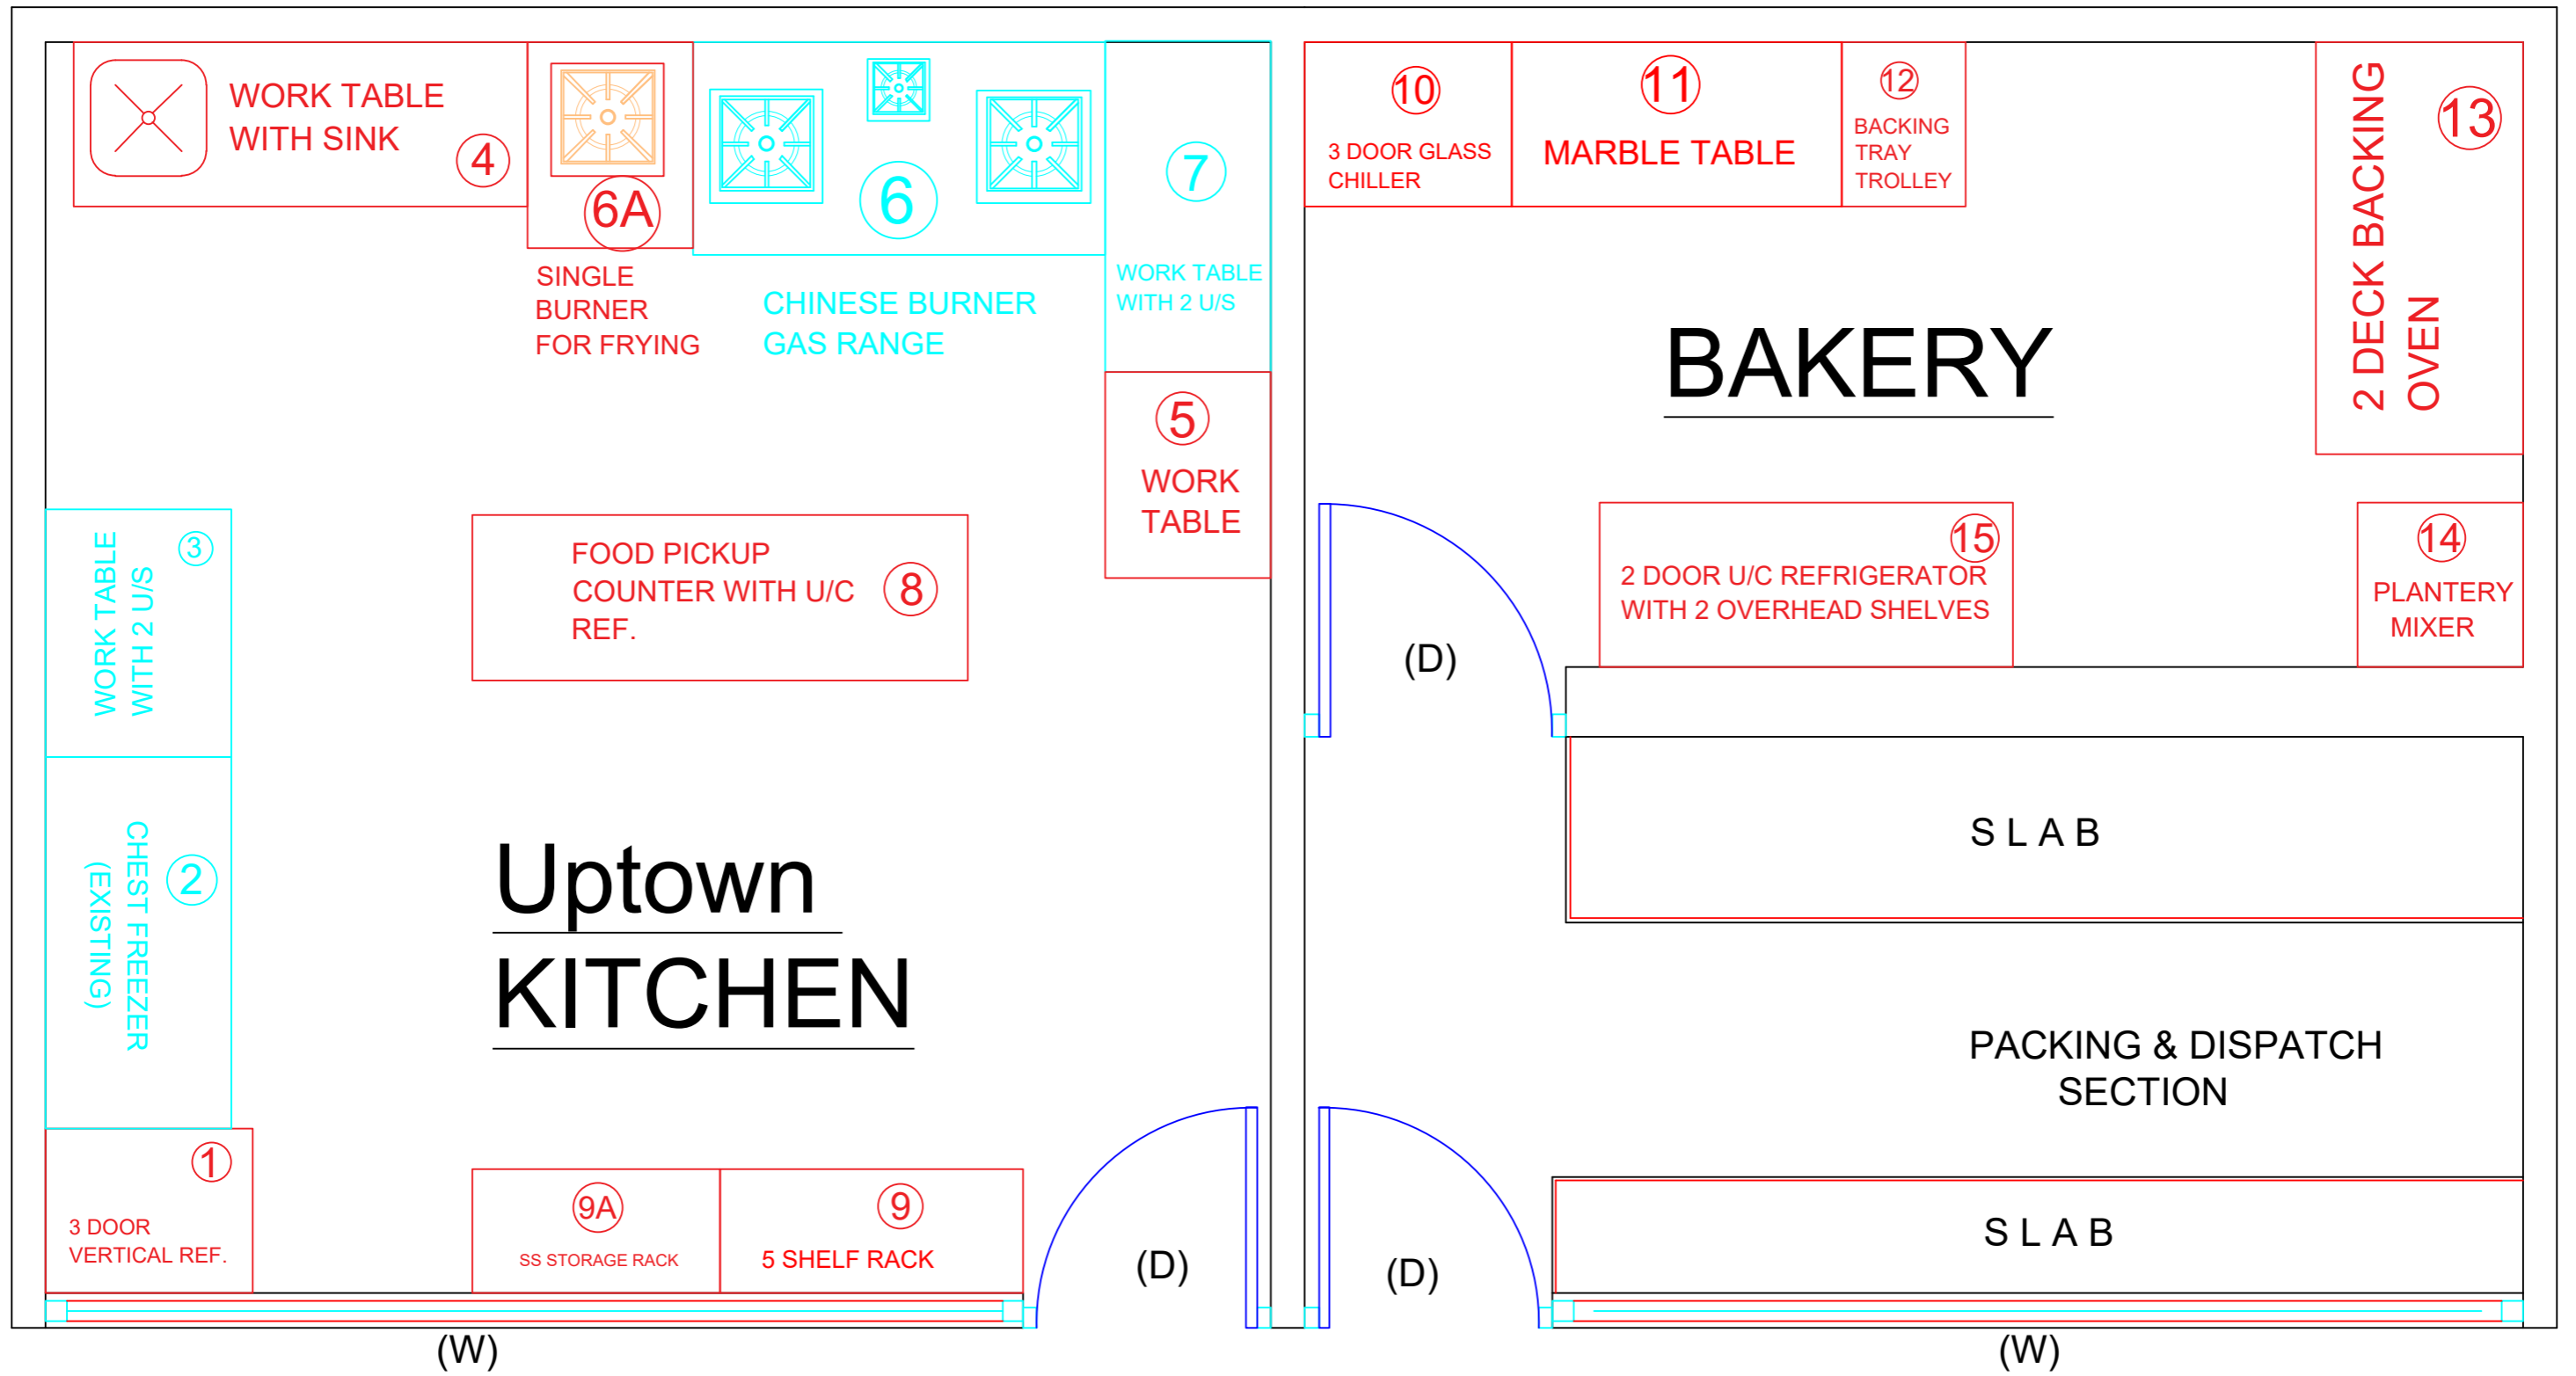 WORK TABLE
WITH SINK
4
6A
SINGLE
BURNER
FOR FRYING
6
CHINESE BURNER
GAS RANGE
7
WORK TABLE
WITH 2 U/S
5
WORK
TABLE
10
3 DOOR GLASS
CHILLER
11
MARBLE TABLE
12
BACKING
TRAY
TROLLEY
13
2 DECK BACKING
OVEN
BAKERY
3
WORK TABLE
WITH 2 U/S
FOOD PICKUP
COUNTER WITH U/C
REF.
8
15
2 DOOR U/C REFRIGERATOR
WITH 2 OVERHEAD SHELVES
14
PLANTERY
MIXER
(D)
2
CHEST FREEZER
(EXISTING)
Uptown
KITCHEN
S L A B
PACKING & DISPATCH
SECTION
1
3 DOOR
VERTICAL REF.
9A
SS STORAGE RACK
9
5 SHELF RACK
(D)
(D)
S L A B
(W)
(W)